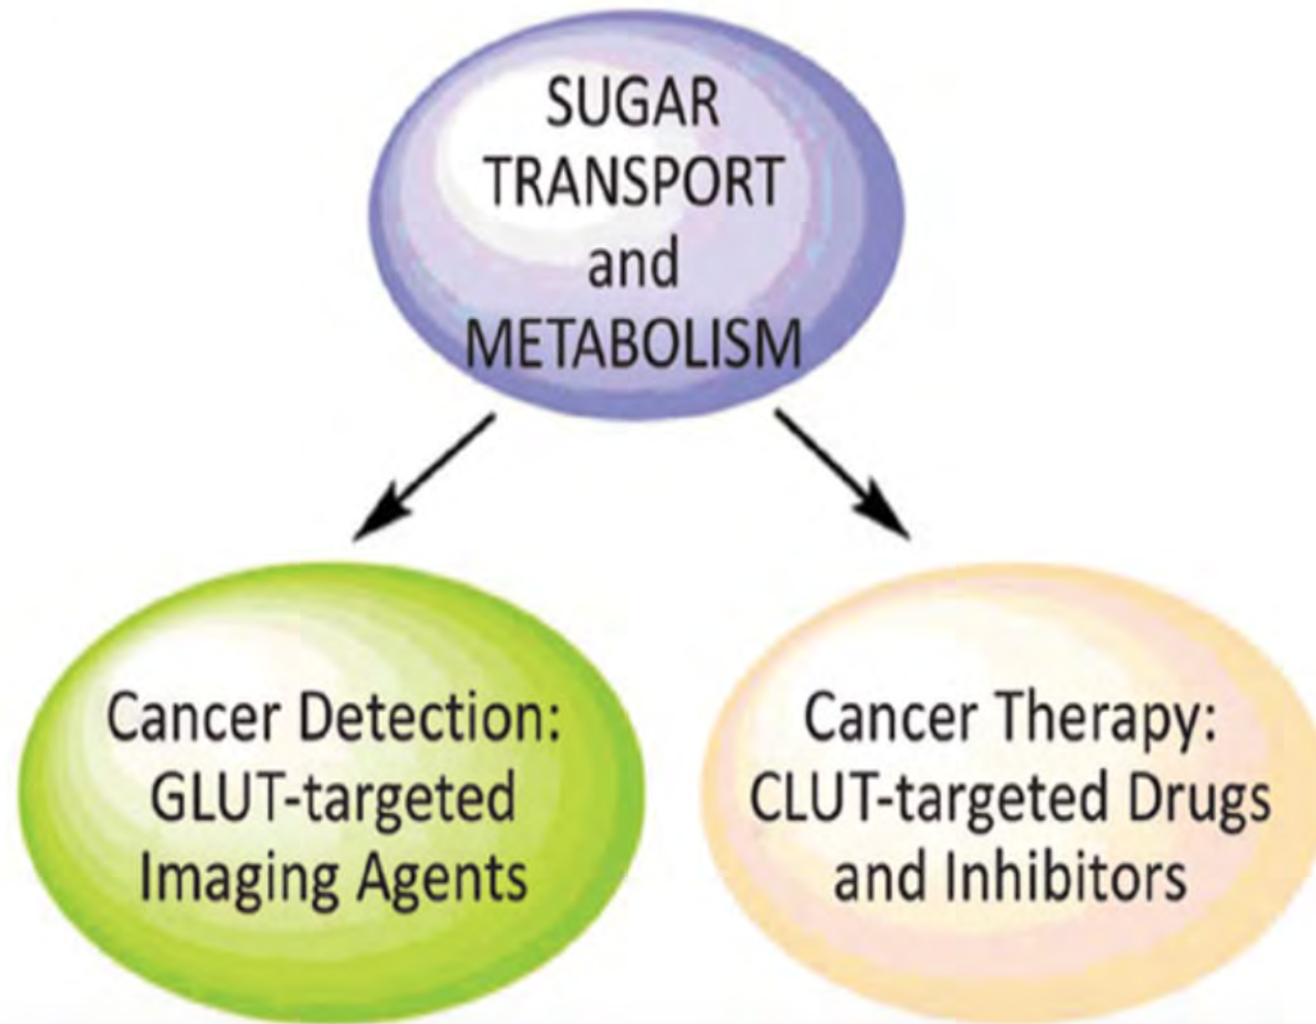 SUGAR
TRANSPORT
and
METABOLISM
Cancer Detection:
GLUT-targeted
Imaging Agents
Cancer Therapy:
CLUT-targeted Drugs
and Inhibitors